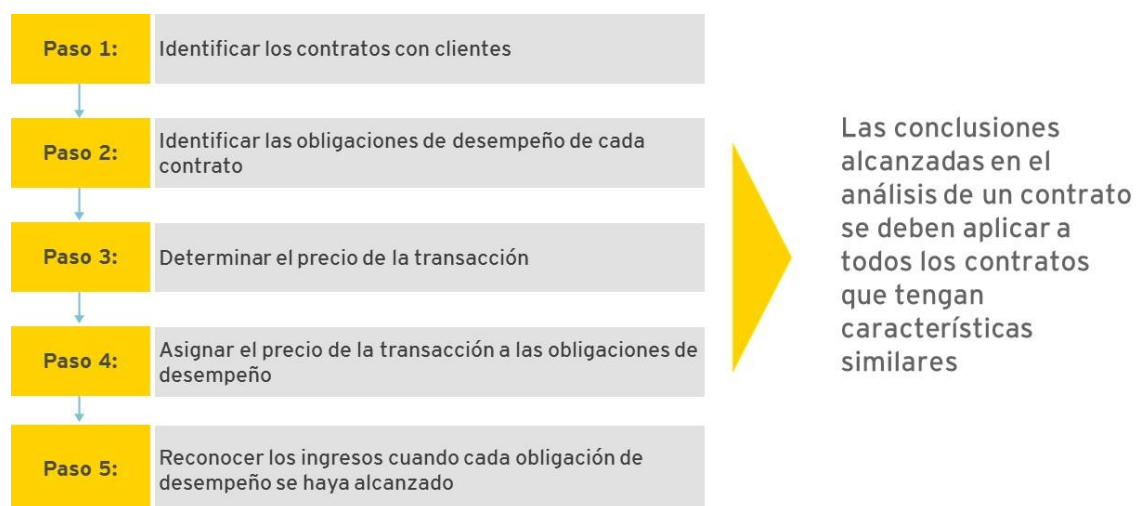 Paso 1:
Identificar los contratos con clientes
Paso 2:
Identificar las obligaciones de desempeño de cada
contrato
Paso 3:
Determinar el precio de la transacción
Paso 4:
Asignar el precio de la transacción a las obligaciones de
desempeño
Paso 5:
Reconocer los ingresos cuando cada obligación de
desempeño se haya alcanzado
Las conclusiones
alcanzadas en el
análisis de un contrato
se deben aplicar a
todos los contratos
que tengan
características
similares